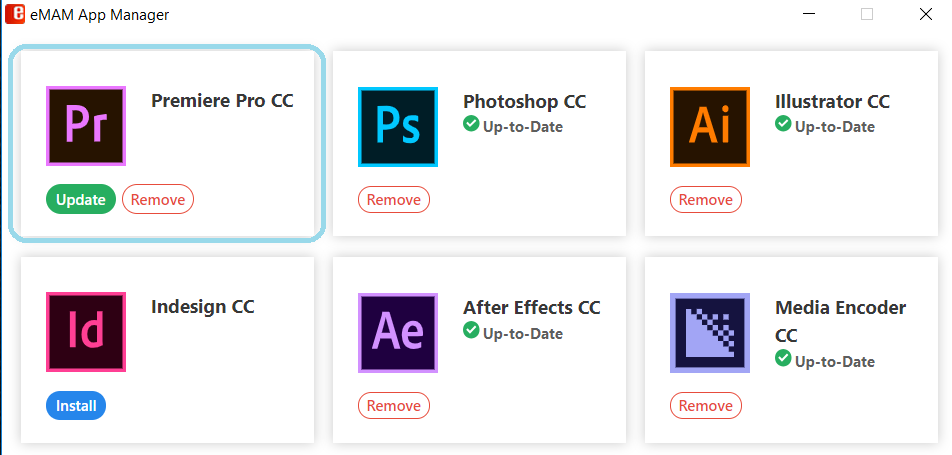 eMAM App Manager
Pr
Premiere Pro CC
Update Remove
Ps
Photoshop CC
Up-to-Date
Remove
Ai
Illustrator CC
Up-to-Date
Remove
Id
Indesign CC
Install
Ae
After Effects CC
Up-to-Date
Remove
Media Encoder
CC
Up-to-Date
Remove